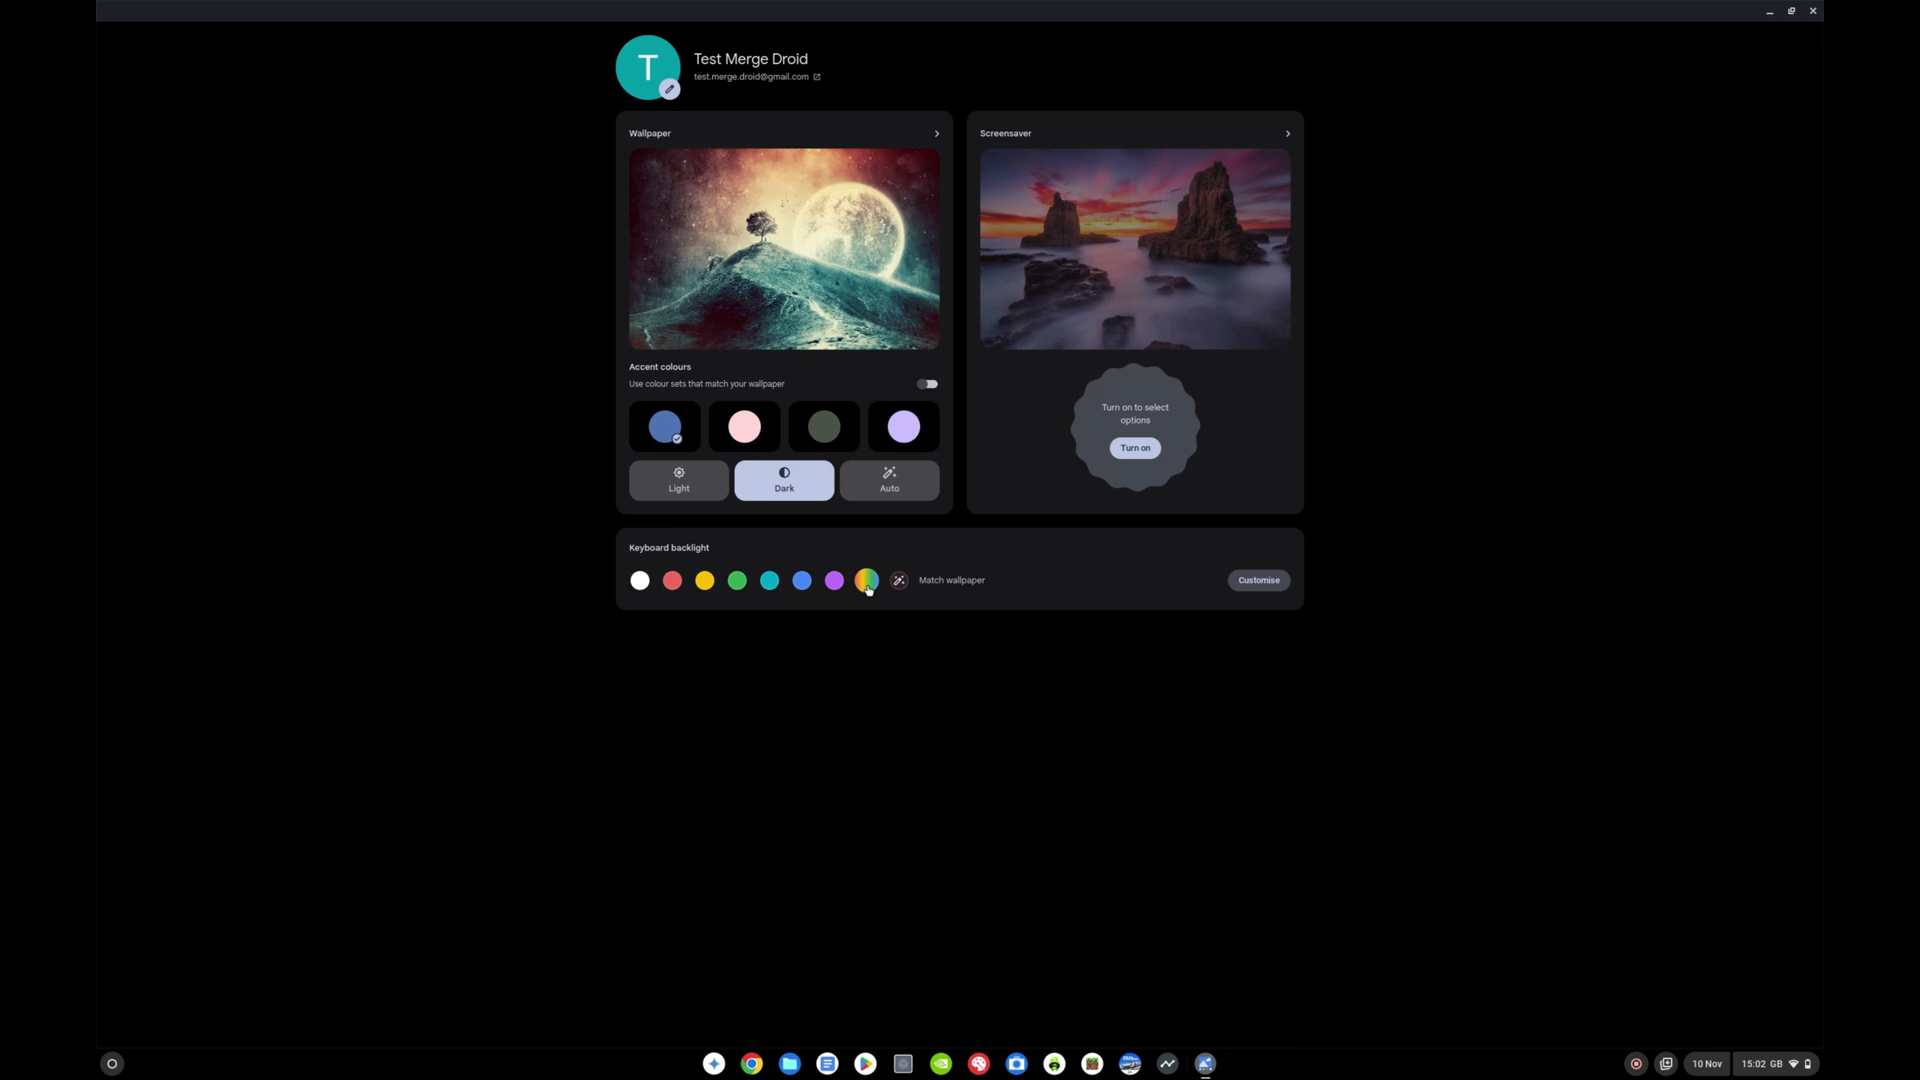 T
Test Merge Droid
test.merge.droid@gmail.com
Wallpaper
Screensaver
Accent colours
Use colour sets that match your wallpaper
Light
Dark
Auto
Turn on to select
options
Turn on
Keyboard backlight
Match wallpaper
Customise
10 Nov
15:02 GB